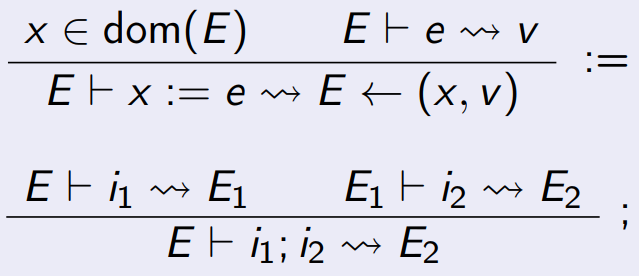 x ∈ dom(E) E ⊢ e ⇝ v
:=
E ⊢ x := e ⇝ E ← (x, v)
E ⊢ i₁ ⇝ E₁ E₁ ⊢ i₂ ⇝ E₂
;
E ⊢ i₁; i₂ ⇝ E₂